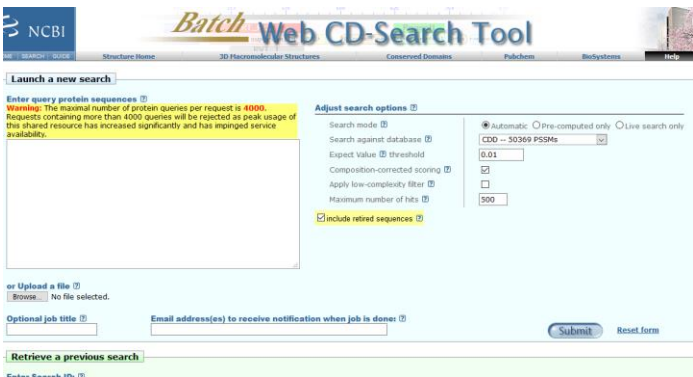 NCBI
Batch Web CD-Search Tool
SEARCH GUIDE Structure Home 3D Macromolecular Structures Conserved Domains Pubchem BioSystems Help
Launch a new search
Enter query protein sequences
Warning: The maximal number of protein queries per request is 4000.
Requests containing more than 4000 queries will be rejected as peak usage of
this shared resource has increased significantly and has impinged service
availability.
Adjust search options
Search mode Automatic Pre-computed only Live search only
Search against database CDD -- 50369 PSSMs
Expect Value threshold 0.01
Composition-corrected scoring
Apply low-complexity filter
Maximum number of hits 500
include retired sequences
or Upload a file
Browse... No file selected.
Optional job title Email address(es) to receive notification when job is done:
Submit Reset form
Retrieve a previous search
Enter Search ID: